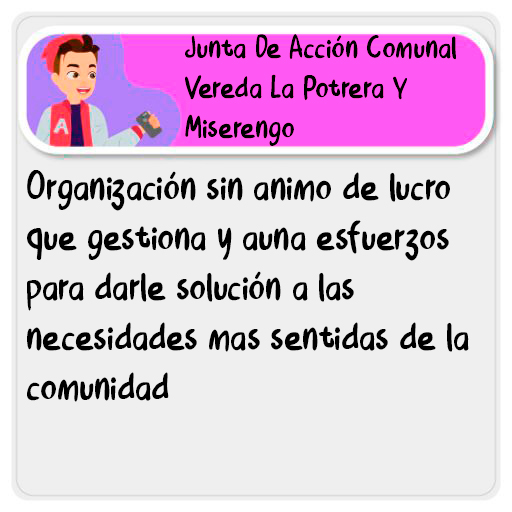 Junta De Acción Comunal
Vereda La Potrera Y
Miserengo
A
Organización sin animo de lucro
que gestiona y auna esfuerzos
para darle solución a las
necesidades mas sentidas de la
comunidad